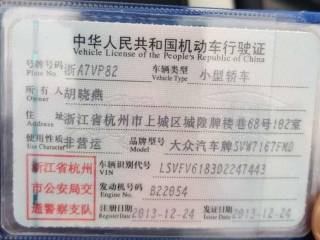 中华人民共和国机动车行驶证
Vehicle License of the People's Republic of China
号牌号码 浙A7VP82 车辆类型 小型轿车
Plate No. Vehicle Type
所有人 胡晓燕
Owner
住址 浙江省杭州市上城区城隍牌楼巷68号102室
Address
使用性质 非营运 品牌型号 大众汽车牌SVW7167FMD
Use Character Model
浙江省杭州市公安局交通警察支队
车辆识别代号 LSVFV6183D2247443
VIN
发动机号码 B22054
Engine No.
注册日期 2013-12-24 发证日期 2013-12-24
Register Date Issue Date